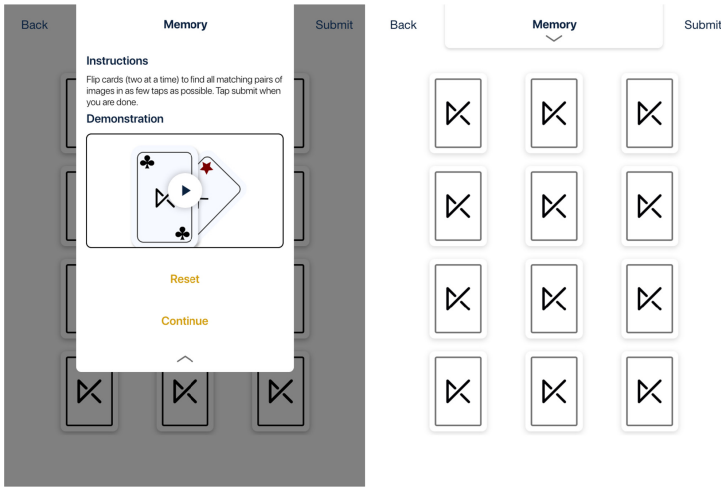 Back
Memory
Submit
Instructions
Flip cards (two at a time) to find all matching pairs of
images in as few taps as possible. Tap submit when
you are done.
Demonstration
Reset
Continue
Back
Memory
Submit